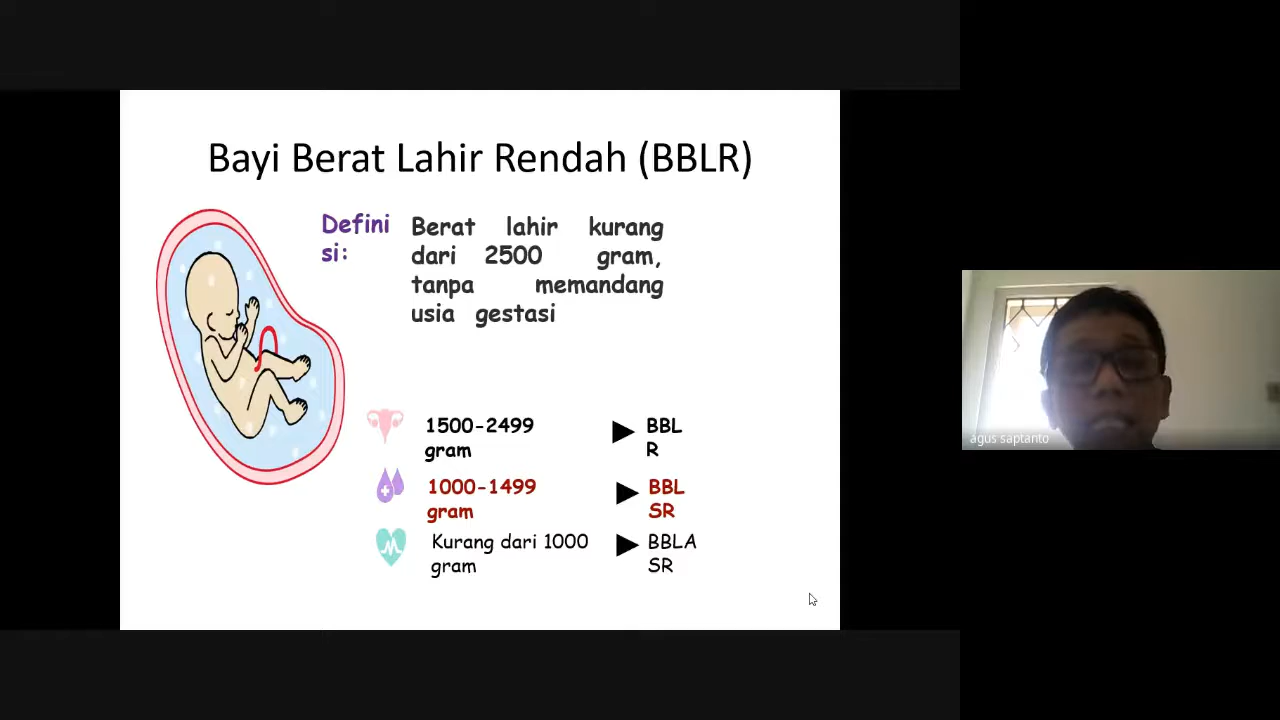 Bayi Berat Lahir Rendah (BBLR)
Defini
si:
Berat lahir kurang
dari 2500 gram,
tanpa memandang
usia gestasi
1500-2499
gram
BBL
R
1000-1499
gram
BBL
SR
Kurang dari 1000
gram
BBLA
SR
agus saptanto